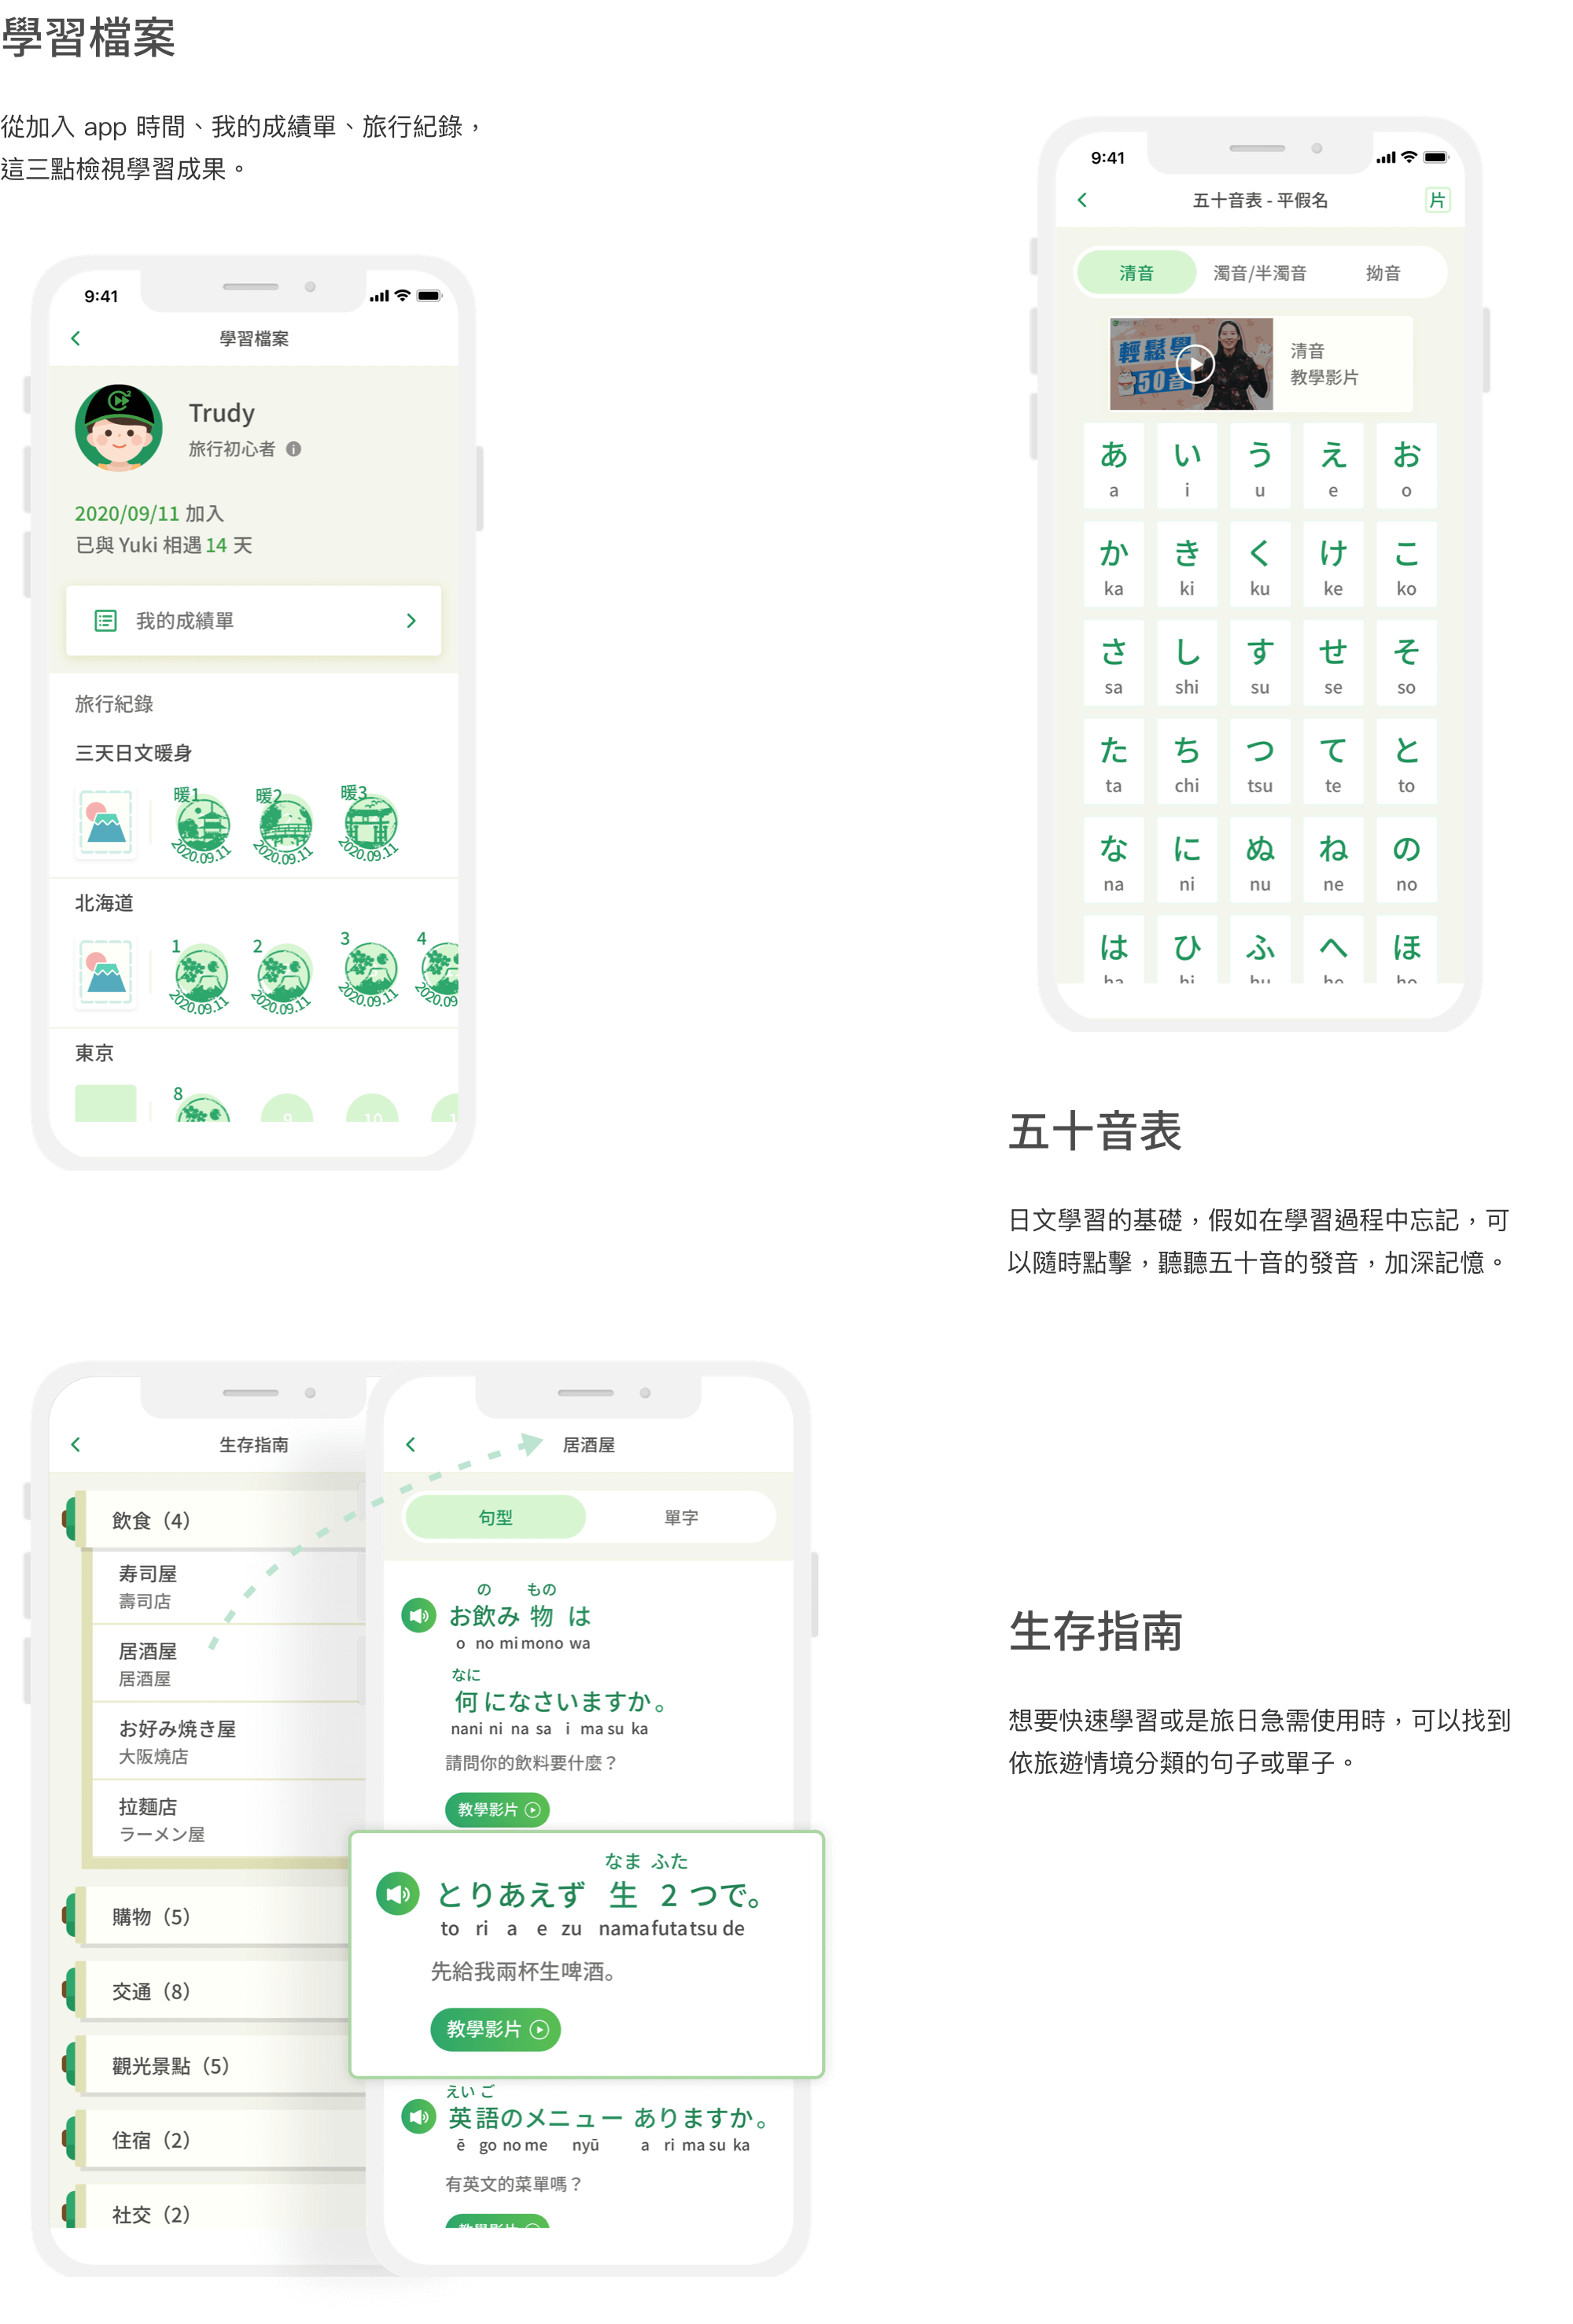 學習檔案
從加入 app 時間、我的成績單、旅行紀錄，
這三點檢視學習成果。
9:41
學習檔案
Trudy
旅行初心者
2020/09/11 加入
已與 Yuki 相遇 14 天
我的成績單
旅行紀錄
三天日文暖身
暖1 暖2 暖3
2020.09.11 2020.09.11 2020.09.11
北海道
1 2 3 4
2020.09.11 2020.09.11 2020.09.11 2020.09
東京
8 9 10 1
9:41
五十音表 - 平假名
片
清音 濁音/半濁音 拗音
輕鬆學
50音
清音
教學影片
あ い う え お
a i u e o
か き く け こ
ka ki ku ke ko
さ し す せ そ
sa shi su se so
た ち つ て と
ta chi tsu te to
な に ぬ ね の
na ni nu ne no
は ひ ふ へ ほ
ha hi hu he ho
五十音表
日文學習的基礎，假如在學習過程中忘記，可
以隨時點擊，聽聽五十音的發音，加深記憶。
生存指南
飲食（4）
寿司屋
壽司店
居酒屋
居酒屋
お好み焼き屋
大阪燒店
拉麵店
ラーメン屋
購物（5）
交通（8）
觀光景點（5）
住宿（2）
社交（2）
居酒屋
句型 單字
の もの
お飲み 物 は
o no mi mono wa
なに
何 になさいますか。
nani ni na sa i ma su ka
請問你的飲料要什麼？
教學影片
なま ふた
とりあえず 生 2 つで。
to ri a e zu nama futa tsu de
先給我兩杯生啤酒。
教學影片
えい ご
英語のメニュー ありますか。
ē go no me nyū a ri ma su ka
有英文的菜單嗎？
教學影片
生存指南
想要快速學習或是旅日急需使用時，可以找到
依旅遊情境分類的句子或單子。